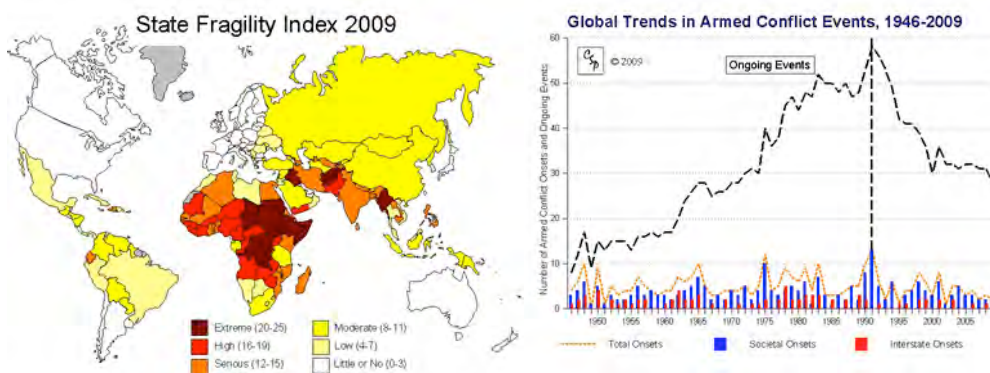 State Fragility Index 2009
Extreme (20-25)
High (16-19)
Serious (12-15)
Moderate (8-11)
Low (4-7)
Little or No (0-3)
Global Trends in Armed Conflict Events, 1946-2009
CSP © 2009
Ongoing Events
Number of Armed Conflict Onsets and Ongoing Events
60
50
40
30
20
10
0
1950 1955 1960 1965 1970 1975 1980 1985 1990 1995 2000 2005
Total Onsets Societal Onsets Interstate Onsets